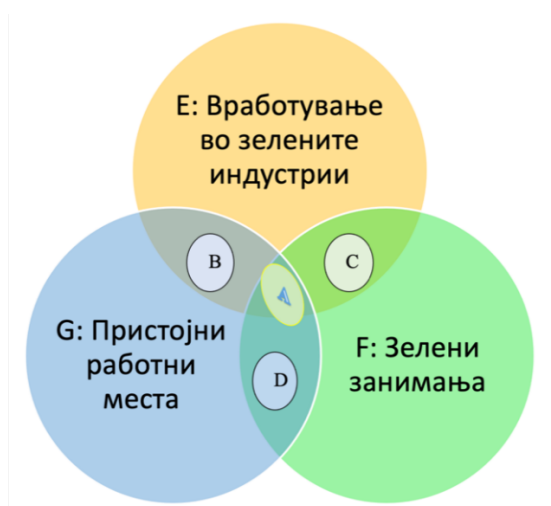 E: Вработување
во зелените
индустрии
B
C
A
G: Пристојни
работни
места
D
F: Зелени
занимања